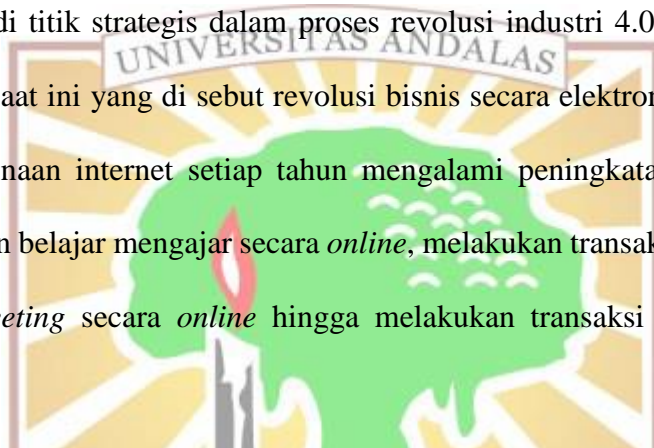 di titik strategis dalam proses revolusi industri 4.0
UNIVERSITAS ANDALAS
aat ini yang di sebut revolusi bisnis secara elektron
naan internet setiap tahun mengalami peningkata
n belajar mengajar secara online, melakukan transak
eting secara online hingga melakukan transaksi